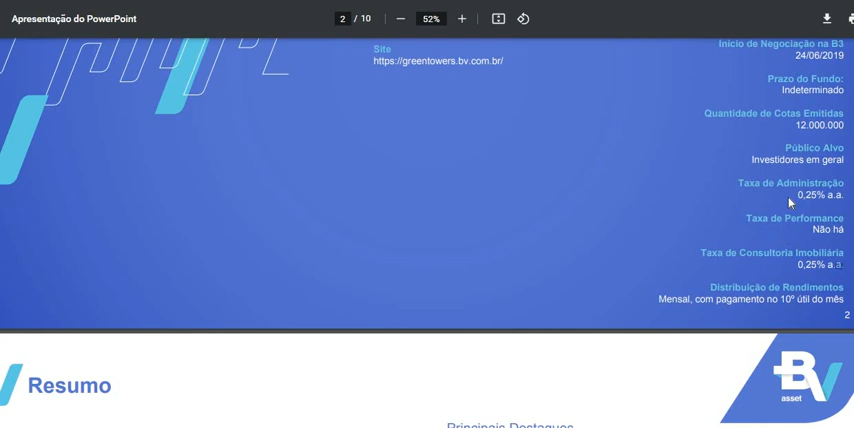 Apresentação do PowerPoint
2 / 10
52%
Site
https://greentowers.bv.com.br/
Início de Negociação na B3
24/06/2019
Prazo do Fundo:
Indeterminado
Quantidade de Cotas Emitidas
12.000.000
Público Alvo
Investidores em geral
Taxa de Administração
0,25% a.a.
Taxa de Performance
Não há
Taxa de Consultoria Imobiliária
0,25% a.a.
Distribuição de Rendimentos
Mensal, com pagamento no 10º útil do mês
2
Resumo
BV
asset
Principais Destaques